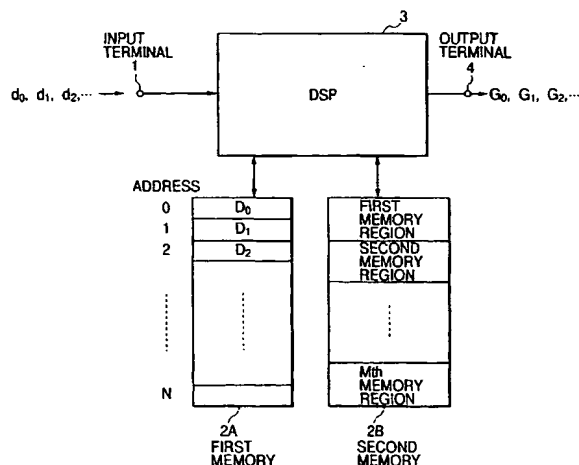 3
INPUT
TERMINAL
1
OUTPUT
TERMINAL
4
d₀, d₁, d₂,···
DSP
G₀, G₁, G₂,···
ADDRESS
0
D₀
1
D₁
2
D₂
N
FIRST
MEMORY
REGION
SECOND
MEMORY
REGION
Mth
MEMORY
REGION
2A
FIRST
MEMORY
2B
SECOND
MEMORY